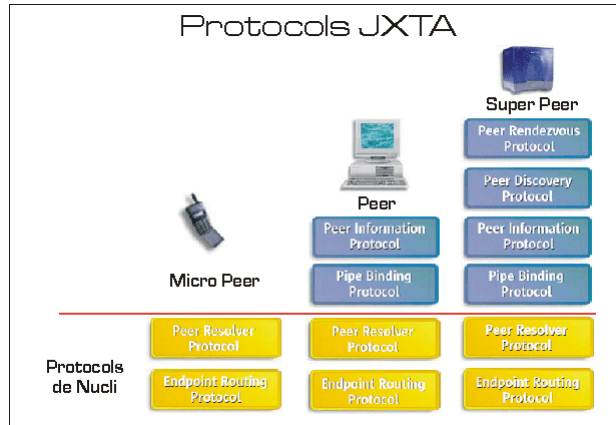 Protocols JXTA
Super Peer
Peer Rendezvous
Protocol
Peer Discovery
Protocol
Peer
Peer Information
Protocol
Peer Information
Protocol
Micro Peer
Pipe Binding
Protocol
Pipe Binding
Protocol
Protocols
de Nucli
Peer Resolver
Protocol
Peer Resolver
Protocol
Peer Resolver
Protocol
Endpoint Routing
Protocol
Endpoint Routing
Protocol
Endpoint Routing
Protocol